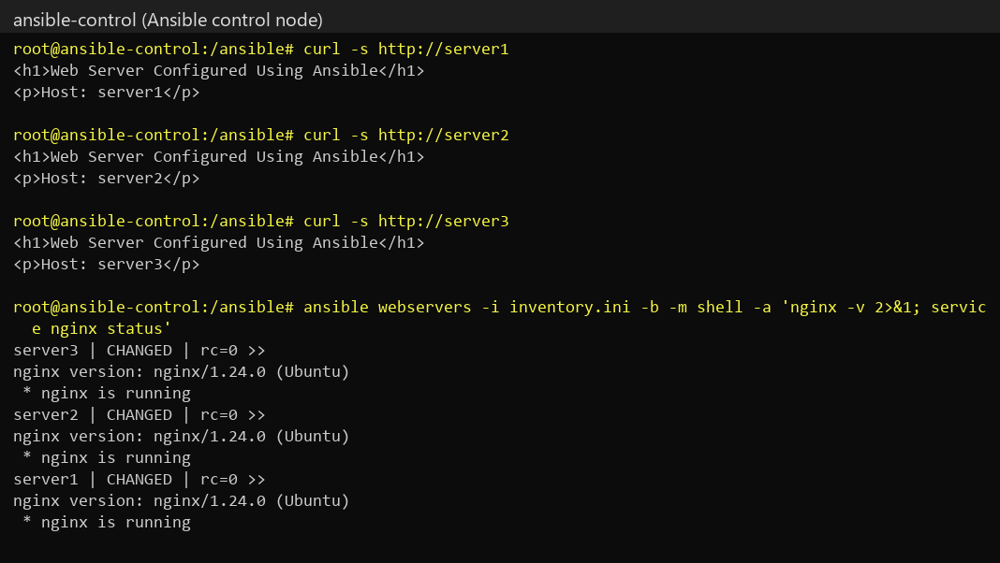 ansible-control (Ansible control node)
root@ansible-control:/ansible# curl -s http://server1
<h1>Web Server Configured Using Ansible</h1>
<p>Host: server1</p>
root@ansible-control:/ansible# curl -s http://server2
<h1>Web Server Configured Using Ansible</h1>
<p>Host: server2</p>
root@ansible-control:/ansible# curl -s http://server3
<h1>Web Server Configured Using Ansible</h1>
<p>Host: server3</p>
root@ansible-control:/ansible# ansible webservers -i inventory.ini -b -m shell -a 'nginx -v 2>&1; servic
e nginx status'
server3 | CHANGED | rc=0 >>
nginx version: nginx/1.24.0 (Ubuntu)
* nginx is running
server2 | CHANGED | rc=0 >>
nginx version: nginx/1.24.0 (Ubuntu)
* nginx is running
server1 | CHANGED | rc=0 >>
nginx version: nginx/1.24.0 (Ubuntu)
* nginx is running